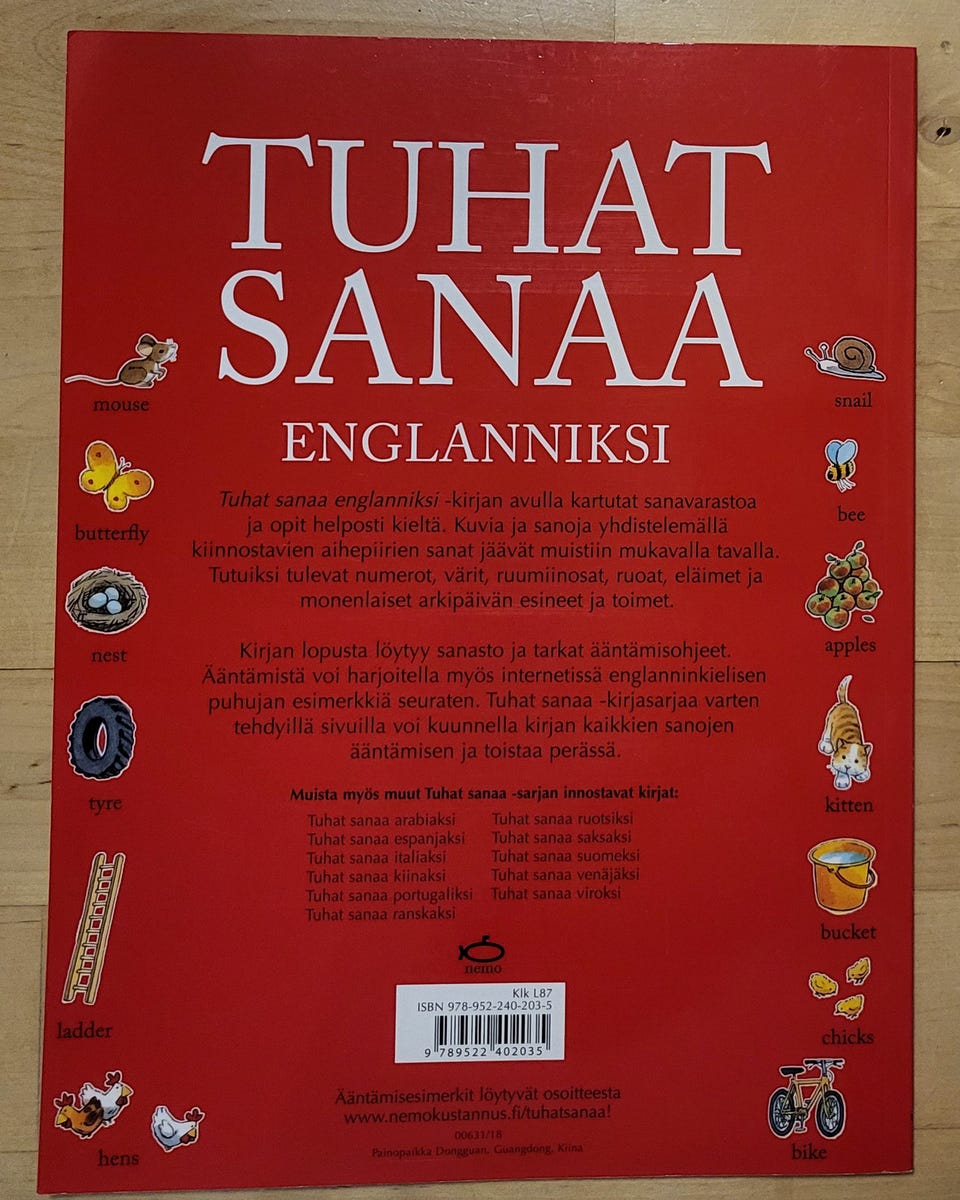 TUHAT
SANAA
ENGLANNIKSI
mouse
butterfly
nest
tyre
ladder
hens
Tuhat sanaa englanniksi -kirjan avulla kartutat sanavarastoa
ja opit helposti kieltä. Kuvia ja sanoja yhdistelemällä
kiinnostavien aihepiirien sanat jäävät muistiin mukavalla tavalla.
Tutuiksi tulevat numerot, värit, ruumiinosat, ruoat, eläimet ja
monenlaiset arkipäivän esineet ja toimet.
Kirjan lopusta löytyy sanasto ja tarkat ääntämisohjeet.
Ääntämistä voi harjoitella myös internetissä englanninkielisen
puhujan esimerkkiä seuraten. Tuhat sanaa -kirjasarjaa varten
tehdyillä sivuilla voi kuunnella kirjan kaikkien sanojen
ääntämisen ja toistaa perässä.
Muista myös muut Tuhat sanaa -sarjan innostavat kirjat:
Tuhat sanaa arabiaksi
Tuhat sanaa espanjaksi
Tuhat sanaa italiaksi
Tuhat sanaa kiinaksi
Tuhat sanaa portugaliksi
Tuhat sanaa ranskaksi
Tuhat sanaa ruotsiksi
Tuhat sanaa saksaksi
Tuhat sanaa suomeksi
Tuhat sanaa venäjäksi
Tuhat sanaa viroksi
nemo
Klk L87
ISBN 978-952-240-203-5
9 789522 402035
Ääntämisesimerkit löytyvät osoitteesta
www.nemokustannus.fi/tuhatsanaa!
00631/18
Painopaikka Dongguan, Guangdong, Kiina
snail
bee
apples
kitten
bucket
chicks
bike